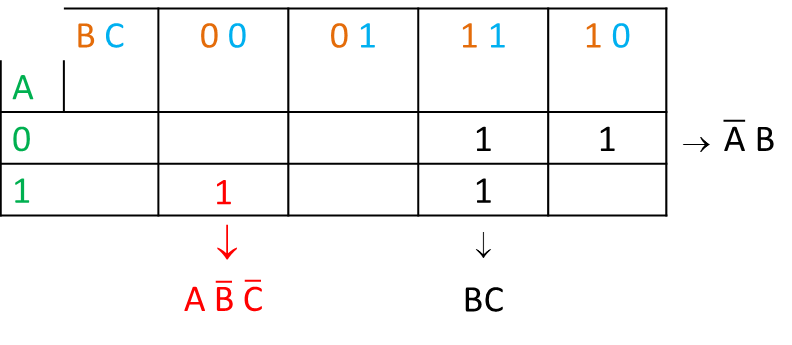 B C 0 0 0 1 1 1 1 0
A
0 1 1 → A̅ B
1 1 1
↓ ↓
A B̅ C̅ BC